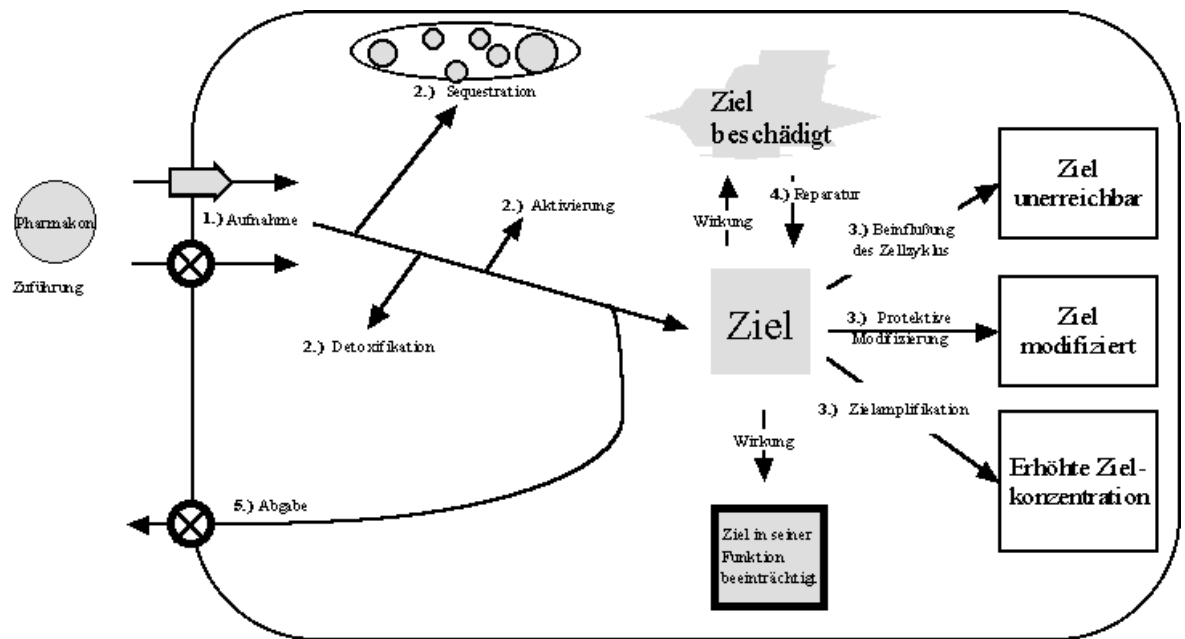 2.) Sequestration
Ziel
beschädigt
Pharmakon
Zuführung
1.) Aufnahme
2.) Aktivierung
2.) Detoxifikation
5.) Abgabe
Wirkung
4.) Reparatur
Ziel
Wirkung
Ziel in seiner
Funktion
beeinträchtigt
3.) Beinflußung
des Zellzyklus
3.) Protektive
Modifizierung
3.) Zielamplifikation
Ziel
unerreichbar
Ziel
modifiziert
Erhöhte Ziel-
konzentration